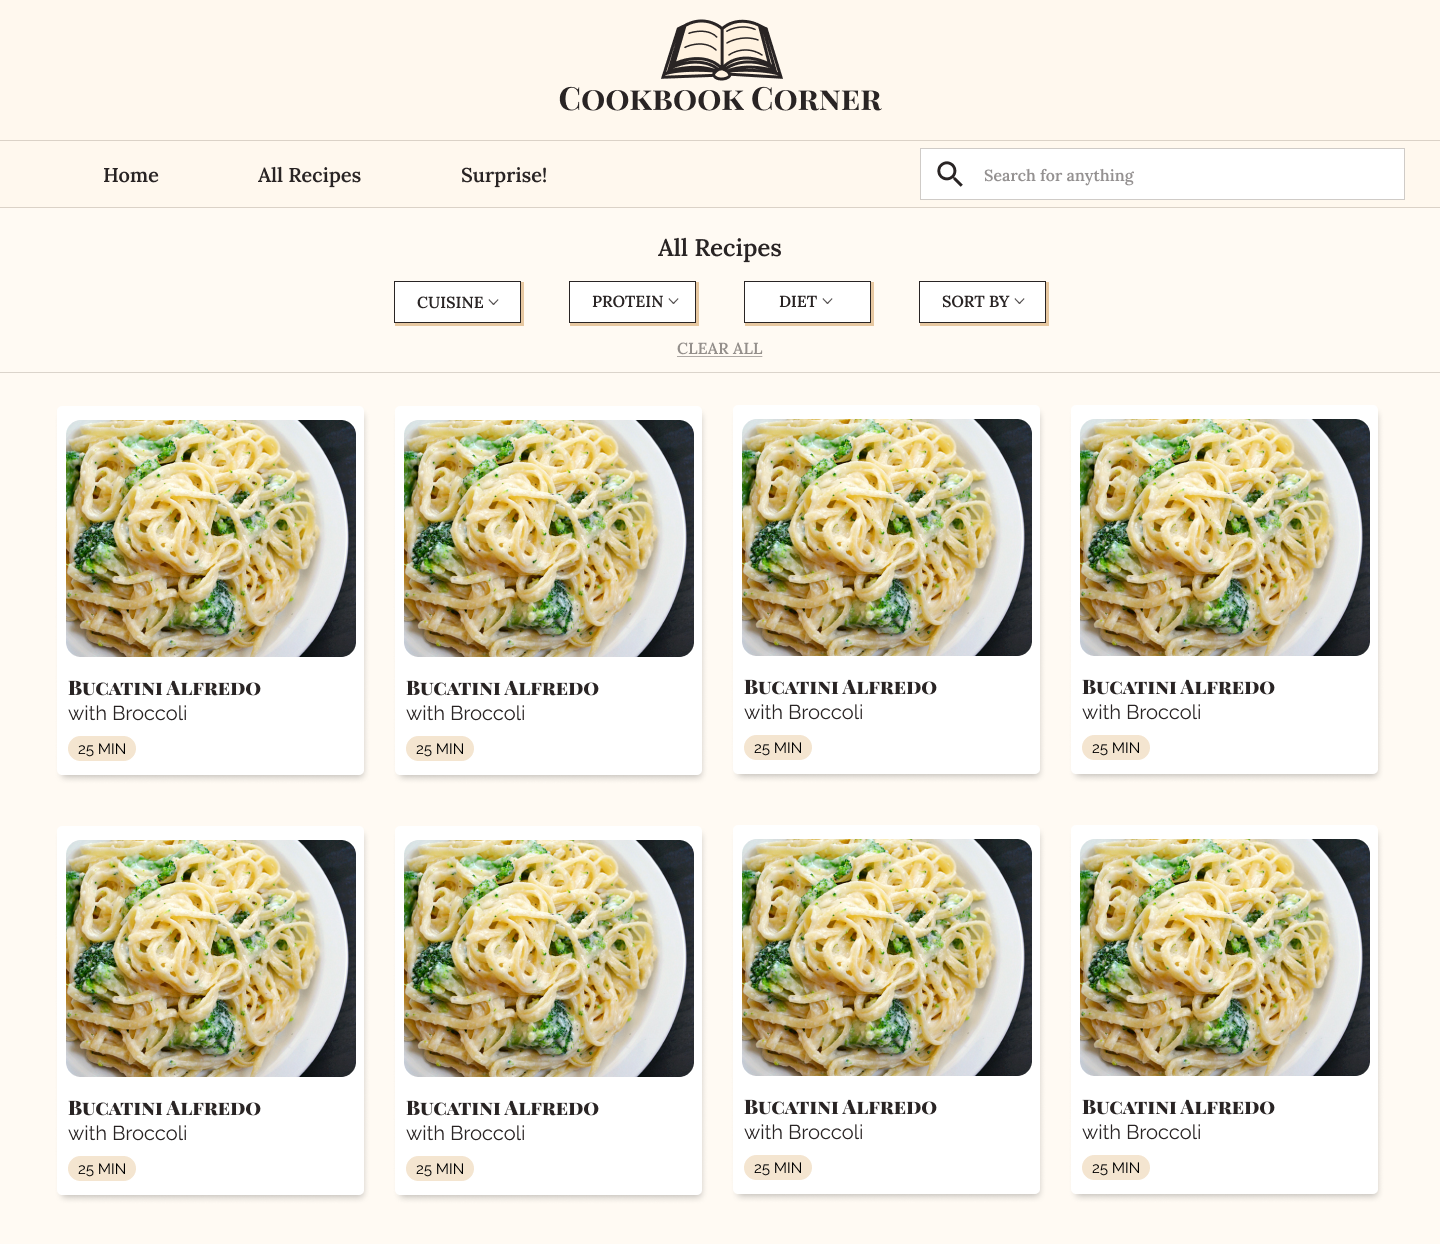 COOKBOOK CORNER
Home All Recipes Surprise! Search for anything
All Recipes
CUISINE PROTEIN DIET SORT BY
CLEAR ALL
BUCATINI ALFREDO
with Broccoli
25 MIN
BUCATINI ALFREDO
with Broccoli
25 MIN
BUCATINI ALFREDO
with Broccoli
25 MIN
BUCATINI ALFREDO
with Broccoli
25 MIN
BUCATINI ALFREDO
with Broccoli
25 MIN
BUCATINI ALFREDO
with Broccoli
25 MIN
BUCATINI ALFREDO
with Broccoli
25 MIN
BUCATINI ALFREDO
with Broccoli
25 MIN